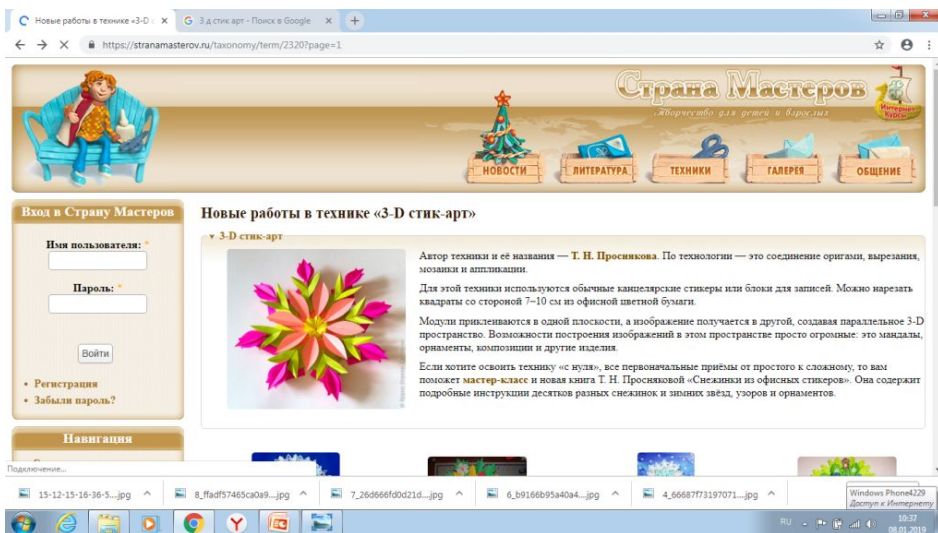 Новые работы в технике «3-D с
3 д стик арт - Поиск в Google
https://stranamasterov.ru/taxonomy/term/2320?page=1
Страна Мастеров
творчество для детей и взрослых
Интернет
Курсы
НОВОСТИ
ЛИТЕРАТУРА
ТЕХНИКИ
ГАЛЕРЕЯ
ОБЩЕНИЕ
Вход в Страну Мастеров
Имя пользователя: *
Пароль: *
Войти
• Регистрация
• Забыли пароль?
Навигация
Новые работы в технике «3-D стик-арт»
3-D стик-арт
Автор техники и её названия — Т. Н. Проснякова. По технологии — это соединение оригами, вырезания,
мозаики и аппликации.
Для этой техники используются обычные канцелярские стикеры или блоки для записей. Можно нарезать
квадраты со стороной 7–10 см из офисной цветной бумаги.
Модули приклеиваются в одной плоскости, а изображение получается в другой, создавая параллельное 3-D
пространство. Возможности построения изображений в этом пространстве просто огромные: это мандалы,
орнаменты, композиции и другие изделия.
Если хотите освоить технику «с нуля», все первоначальные приёмы от простого к сложному, то вам
поможет мастер-класс и новая книга Т. Н. Просняковой «Снежинки из офисных стикеров». Она содержит
подробные инструкции десятков разных снежинок и зимних звёзд, узоров и орнаментов.
Подключение...
15-12-15-16-36-5....jpg
8_ffadf57465ca0a9....jpg
7_26d666fd0d21d....jpg
6_b9166b95a40a4....jpg
4_66687f73197071....jpg
Windows Phone4229
Доступ к Интернету
RU
10:37
08.01.2019